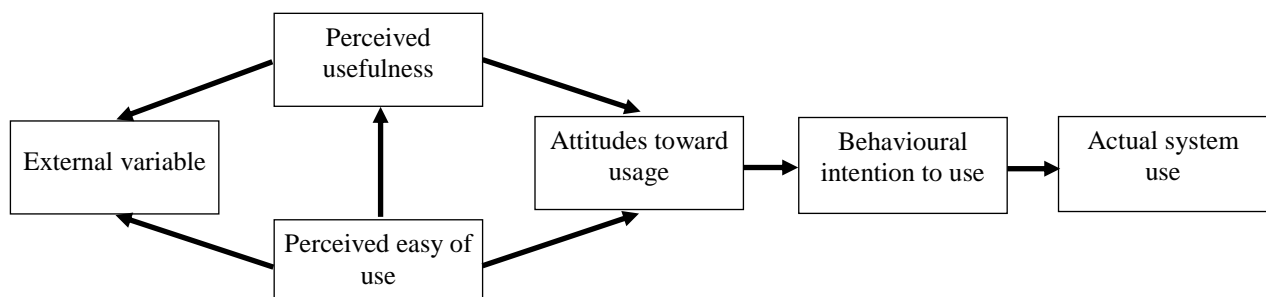 Perceived
usefulness
External variable
Perceived easy of
use
Attitudes toward
usage
Behavioural
intention to use
Actual system
use